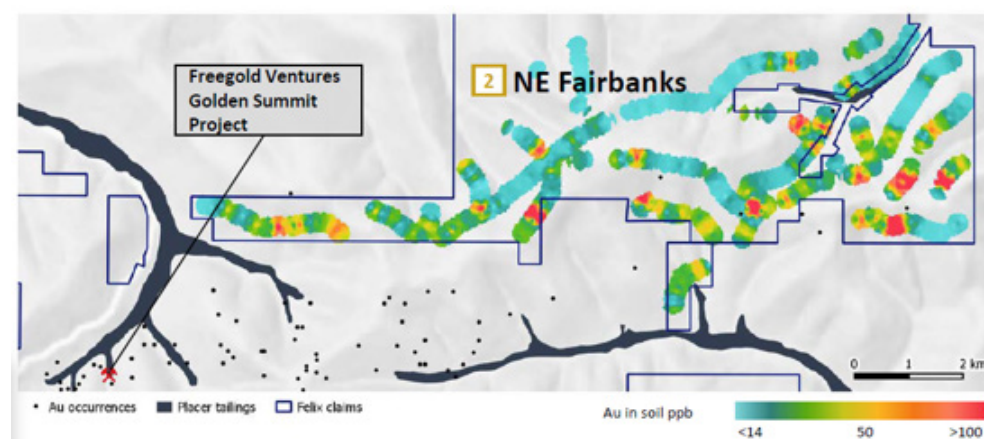 Freegold Ventures
Golden Summit
Project
2 NE Fairbanks
0 1 2 km
Au occurrences Placer tailings Felix claims
Au in soil ppb
<14 50 >100